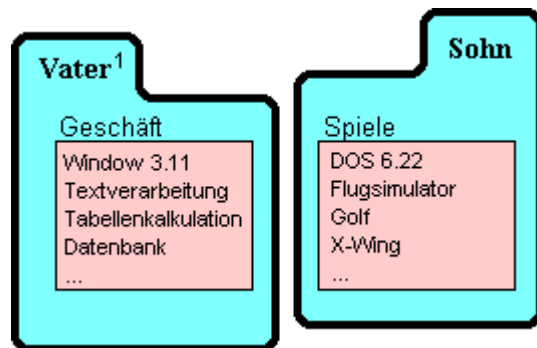 Vater¹
Geschäft
Window 3.11
Textverarbeitung
Tabellenkalkulation
Datenbank
...
Sohn
Spiele
DOS 6.22
Flugsimulator
Golf
X-Wing
...